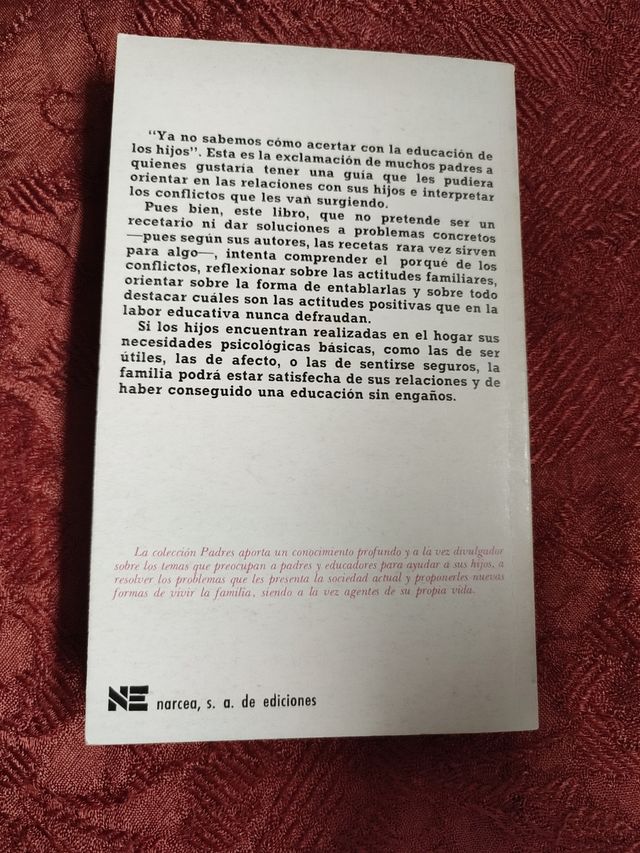 "Ya no sabemos cómo acertar con la educación de
los hijos". Esta es la exclamación de muchos padres a
quienes gustaría tener una guía que les pudiera
orientar en las relaciones con sus hijos e interpretar
los conflictos que les van surgiendo.
Pues bien, este libro, que no pretende ser un
recetario ni dar soluciones a problemas concretos
—pues según sus autores, las recetas rara vez sirven
para algo—, intenta comprender el porqué de los
conflictos, reflexionar sobre las actitudes familiares,
orientar sobre la forma de entablarlas y sobre todo
destacar cuáles son las actitudes positivas que en la
labor educativa nunca defraudan.
Si los hijos encuentran realizadas en el hogar sus
necesidades psicológicas básicas, como las de ser
útiles, las de afecto, o las de sentirse seguros, la
familia podrá estar satisfecha de sus relaciones y de
haber conseguido una educación sin engaños.
La colección Padres aporta un conocimiento profundo y a la vez divulgador
sobre los temas que preocupan a padres y educadores para ayudar a sus hijos, a
resolver los problemas que les presenta la sociedad actual y proponerles nuevas
formas de vivir la familia, siendo a la vez agentes de su propia vida.
NE narcea, s. a. de ediciones